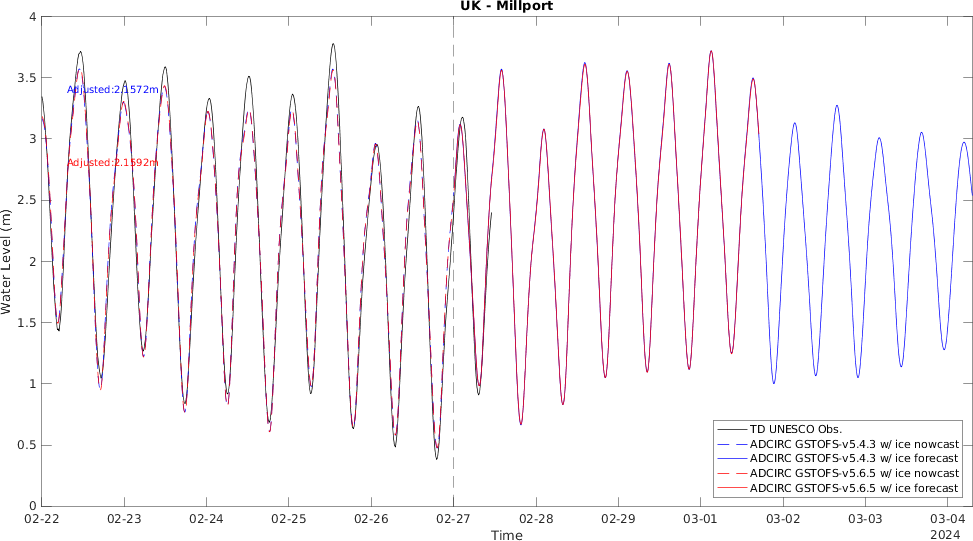 UK - Millport
4
3.5
3
2.5
2
1.5
1
0.5
0
Water Level (m)
Adjusted:2.1572m
Adjusted:2.1592m
TD UNESCO Obs.
ADCIRC GSTOFS-v5.4.3 w/ ice nowcast
ADCIRC GSTOFS-v5.4.3 w/ ice forecast
ADCIRC GSTOFS-v5.6.5 w/ ice nowcast
ADCIRC GSTOFS-v5.6.5 w/ ice forecast
02-22 02-23 02-24 02-25 02-26 02-27 02-28 02-29 03-01 03-02 03-03 03-04
Time
2024